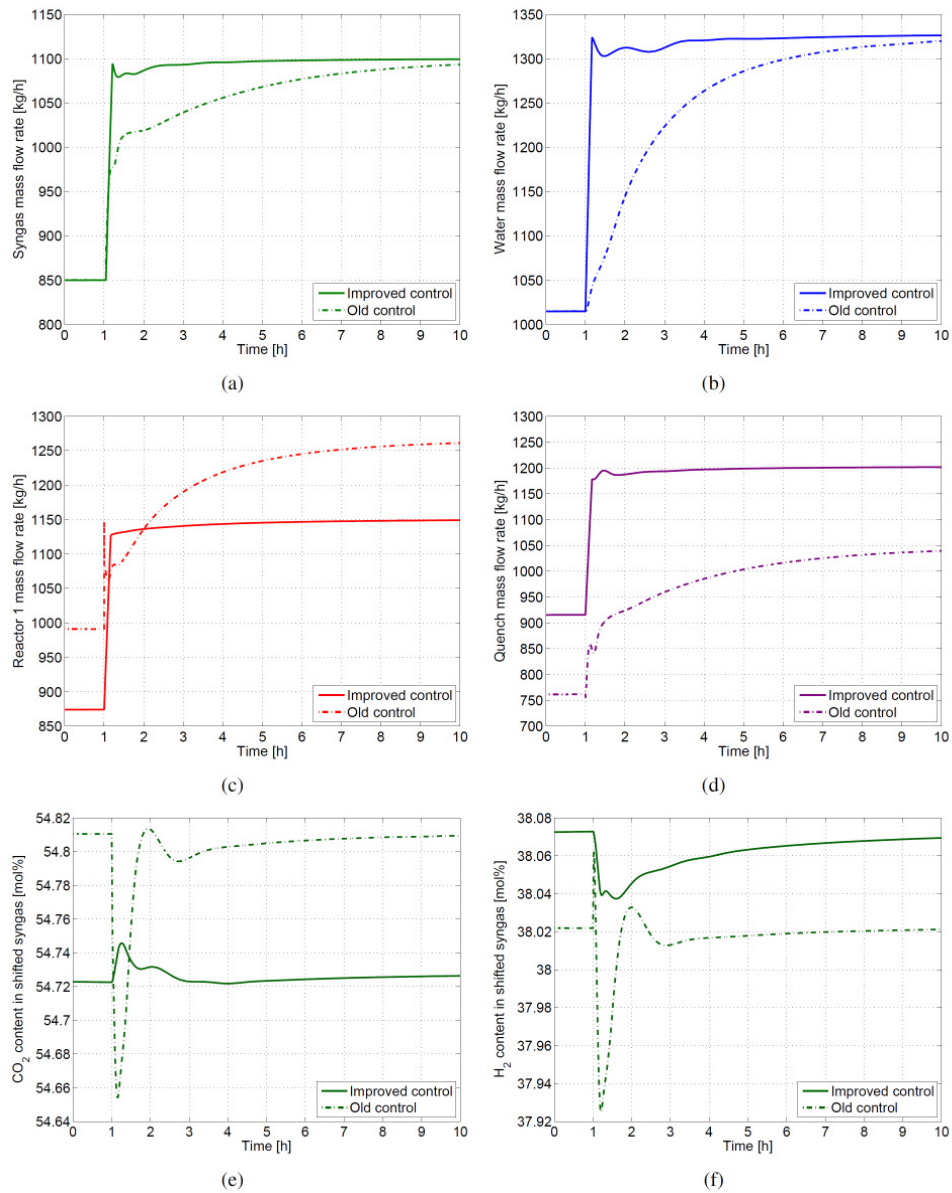 Syngas mass flow rate [kg/h]
1150
1100
1050
1000
950
900
850
800
0 1 2 3 4 5 6 7 8 9 10
Time [h]
Improved control
Old control
(a)
Water mass flow rate [kg/h]
1350
1300
1250
1200
1150
1100
1050
1000
0 1 2 3 4 5 6 7 8 9 10
Time [h]
Improved control
Old control
(b)
Reactor 1 mass flow rate [kg/h]
1300
1250
1200
1150
1100
1050
1000
950
900
850
0 1 2 3 4 5 6 7 8 9 10
Time [h]
Improved control
Old control
(c)
Quench mass flow rate [kg/h]
1300
1250
1200
1150
1100
1050
1000
950
900
850
800
750
700
0 1 2 3 4 5 6 7 8 9 10
Time [h]
Improved control
Old control
(d)
CO2 content in shifted syngas [mol%]
54.82
54.8
54.78
54.76
54.74
54.72
54.7
54.68
54.66
54.64
0 1 2 3 4 5 6 7 8 9 10
Time [h]
Improved control
Old control
(e)
H2 content in shifted syngas [mol%]
38.08
38.06
38.04
38.02
38
37.98
37.96
37.94
37.92
0 1 2 3 4 5 6 7 8 9 10
Time [h]
Improved control
Old control
(f)